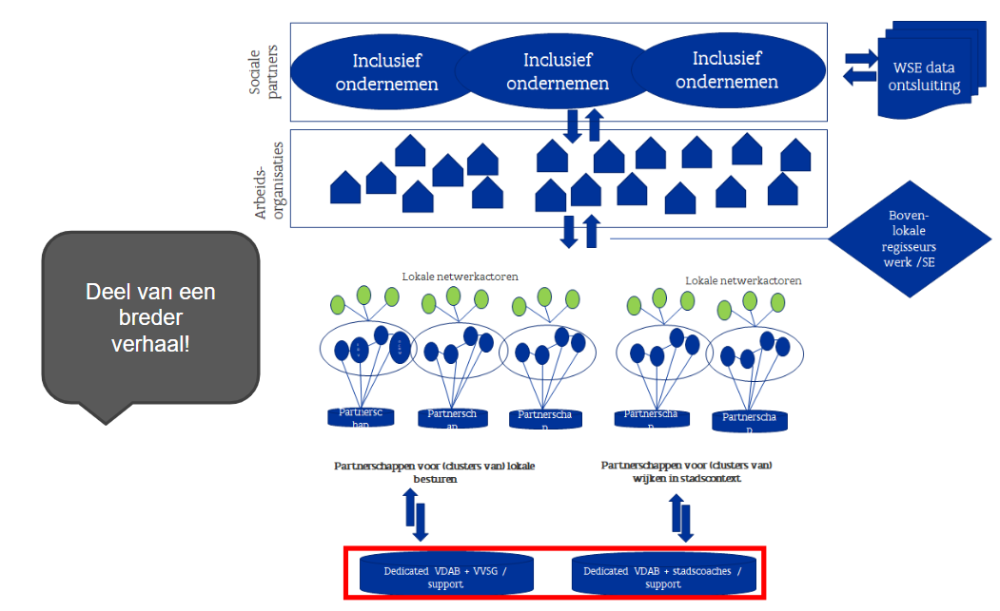 Sociale
partners
Inclusief
ondernemen
Inclusief
ondernemen
Inclusief
ondernemen
WSE data
ontsluiting
Arbeids-
organisaties
Boven-
lokale
regisseurs
werk /SE
Deel van een
breder
verhaal!
Lokale netwerkactoren
Lokale netwerkactoren
Partnersc
hap
Partnersch
ap
Partnerschap
Partnerscha
p
Partnerscha
p
Partnerschappen voor (clusters van) lokale
besturen
Partnerschappen voor (clusters van)
wijken in stadscontext
Dedicated VDAB + VVSG /
support
Dedicated VDAB + stadscoaches /
support